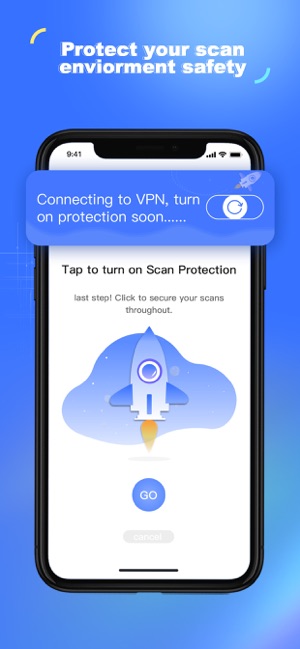 Protect your scan
enviorment safety
9:41
Connecting to VPN, turn
on protection soon......
Tap to turn on Scan Protection
last step! Click to secure your scans
throughout.
GO
cancel